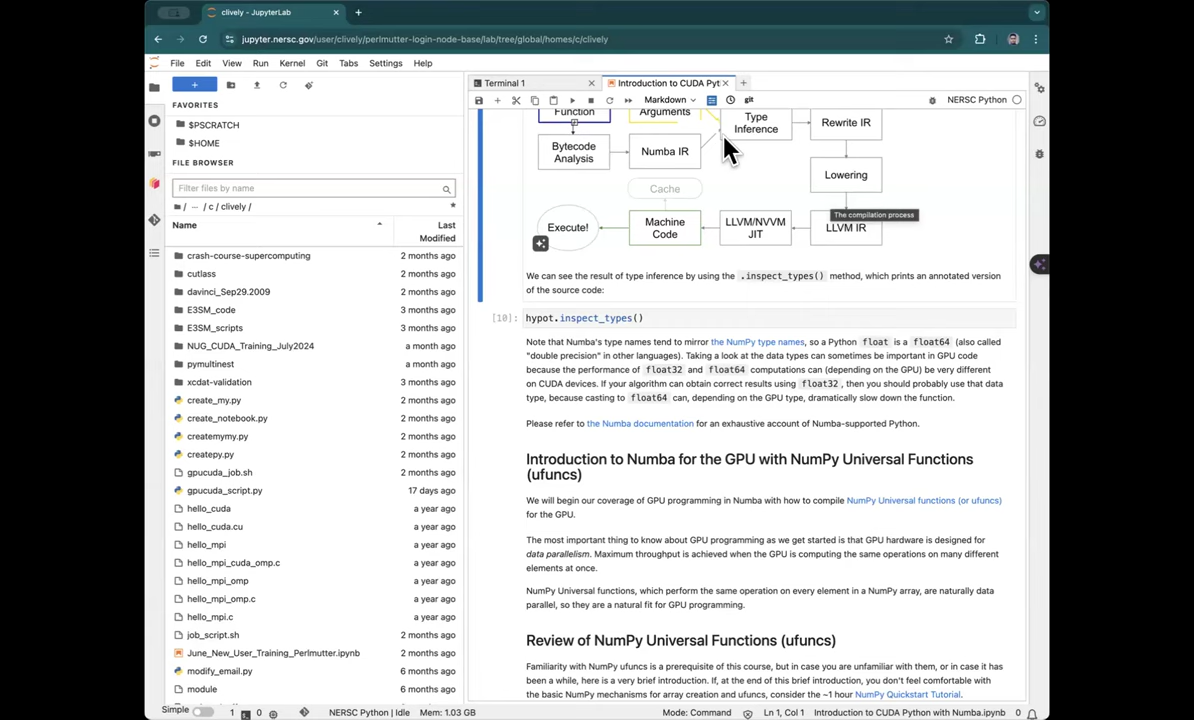 clively - JupyterLab
jupyter.nersc.gov/user/clively/perlmutter-login-node-base/lab/tree/global/homes/c/clively
File Edit View Run Kernel Git Tabs Settings Help
FAVORITES
$PSCRATCH
$HOME
FILE BROWSER
Filter files by name
/ ... / c / clively /
Name Last
Modified
crash-course-supercomputing 2 months ago
cutlass 2 months ago
davinci_Sep29.2009 2 months ago
E3SM_code 2 months ago
E3SM_scripts 2 months ago
NUG_CUDA_Training_July2024 a month ago
pymultinest a month ago
xcdat-validation 3 months ago
create_my.py 2 months ago
create_notebook.py 2 months ago
createmymy.py 2 months ago
createpy.py 2 months ago
gpucuda_job.sh 2 months ago
gpucuda_script.py 17 days ago
hello_cuda a year ago
hello_cuda.cu a year ago
hello_mpi a year ago
hello_mpi_cuda_omp.c a year ago
hello_mpi_omp a year ago
hello_mpi_omp.c a year ago
hello_mpi.c a year ago
job_script.sh 2 months ago
June_New_User_Training_Perlmutter.ipynb 2 months ago
modify_email.py 6 months ago
module 6 months ago
Terminal 1
Introduction to CUDA Pyt
Markdown
git
NERSC Python
Function
Arguments
Type
Inference
Rewrite IR
Bytecode
Analysis
Numba IR
Lowering
Cache
The compilation process
Execute!
Machine
Code
LLVM/NVVM
JIT
LLVM IR
We can see the result of type inference by using the .inspect_types() method, which prints an annotated version
of the source code:
[10]: hypot.inspect_types()
Note that Numba's type names tend to mirror the NumPy type names, so a Python float is a float64 (also called
"double precision" in other languages). Taking a look at the data types can sometimes be important in GPU code
because the performance of float32 and float64 computations can (depending on the GPU) be very different
on CUDA devices. If your algorithm can obtain correct results using float32 , then you should probably use that data
type, because casting to float64 can, depending on the GPU type, dramatically slow down the function.
Please refer to the Numba documentation for an exhaustive account of Numba-supported Python.
Introduction to Numba for the GPU with NumPy Universal Functions
(ufuncs)
We will begin our coverage of GPU programming in Numba with how to compile NumPy Universal functions (or ufuncs)
for the GPU.
The most important thing to know about GPU programming as we get started is that GPU hardware is designed for
data parallelism. Maximum throughput is achieved when the GPU is computing the same operations on many different
elements at once.
NumPy Universal functions, which perform the same operation on every element in a NumPy array, are naturally data
parallel, so they are a natural fit for GPU programming.
Review of NumPy Universal Functions (ufuncs)
Familiarity with NumPy ufuncs is a prerequisite of this course, but in case you are unfamiliar with them, or in case it has
been a while, here is a very brief introduction. If, at the end of this brief introduction, you don't feel comfortable with
the basic NumPy mechanisms for array creation and ufuncs, consider the ~1 hour NumPy Quickstart Tutorial.
Simple 1 0 NERSC Python | Idle Mem: 1.03 GB Mode: Command Ln 1, Col 1 Introduction to CUDA Python with Numba.ipynb 0